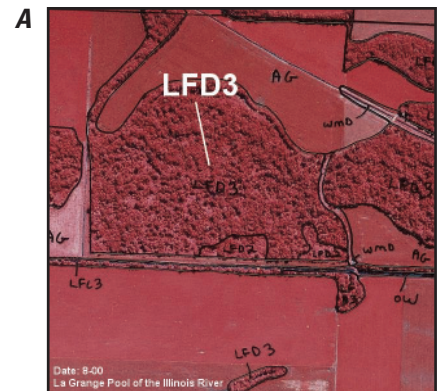 A
AG
LFD3
WMD
LFD3
LFD3
LFD2
AG
WMD
AG
LFC3
OW
LFD3
Date: 8-00
La Grange Pool of the Illinois River